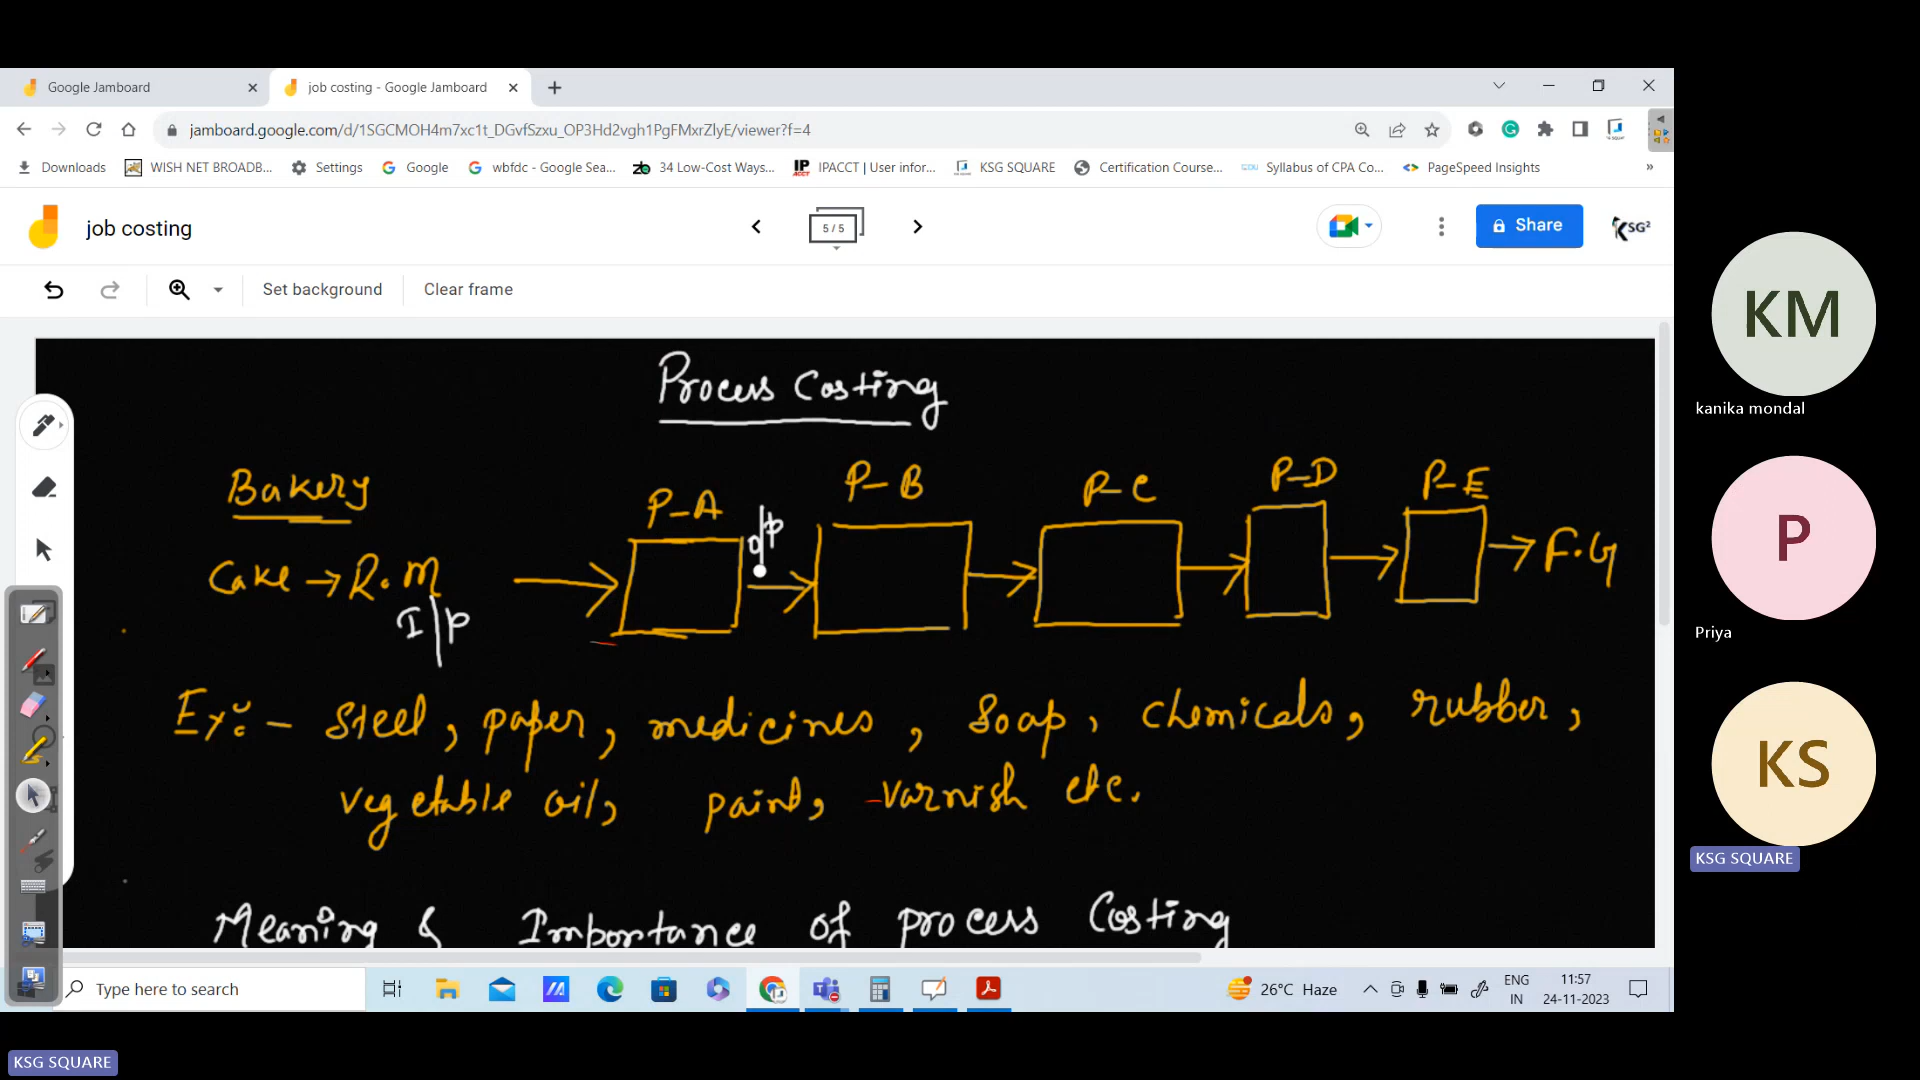 Google Jamboard
job costing - Google Jamboard
jamboard.google.com/d/1SGCMOH4m7xc1t_DGvfSzxu_OP3Hd2vgh1PgFMxrZlyE/viewer?f=4
Downloads WISH NET BROADB... Settings Google wbfdc - Google Sea... 34 Low-Cost Ways... IPACCT | User infor... KSG SQUARE Certification Course... Syllabus of CPA Co... PageSpeed Insights »
job costing
5 / 5
Share
KSG²
Set background Clear frame
Process Costing
Bakery
P-A P-B P-C P-D P-E
o/p
Cake → R.M
F.G
I/p
Ex:- Steel, paper, medicines, Soap, chemicals, rubber,
vegetable oil, paint, varnish etc.
Meaning & Importance of process Costing
Type here to search
26°C Haze
ENG
IN
11:57
24-11-2023
KM
kanika mondal
P
Priya
KS
KSG SQUARE
KSG SQUARE